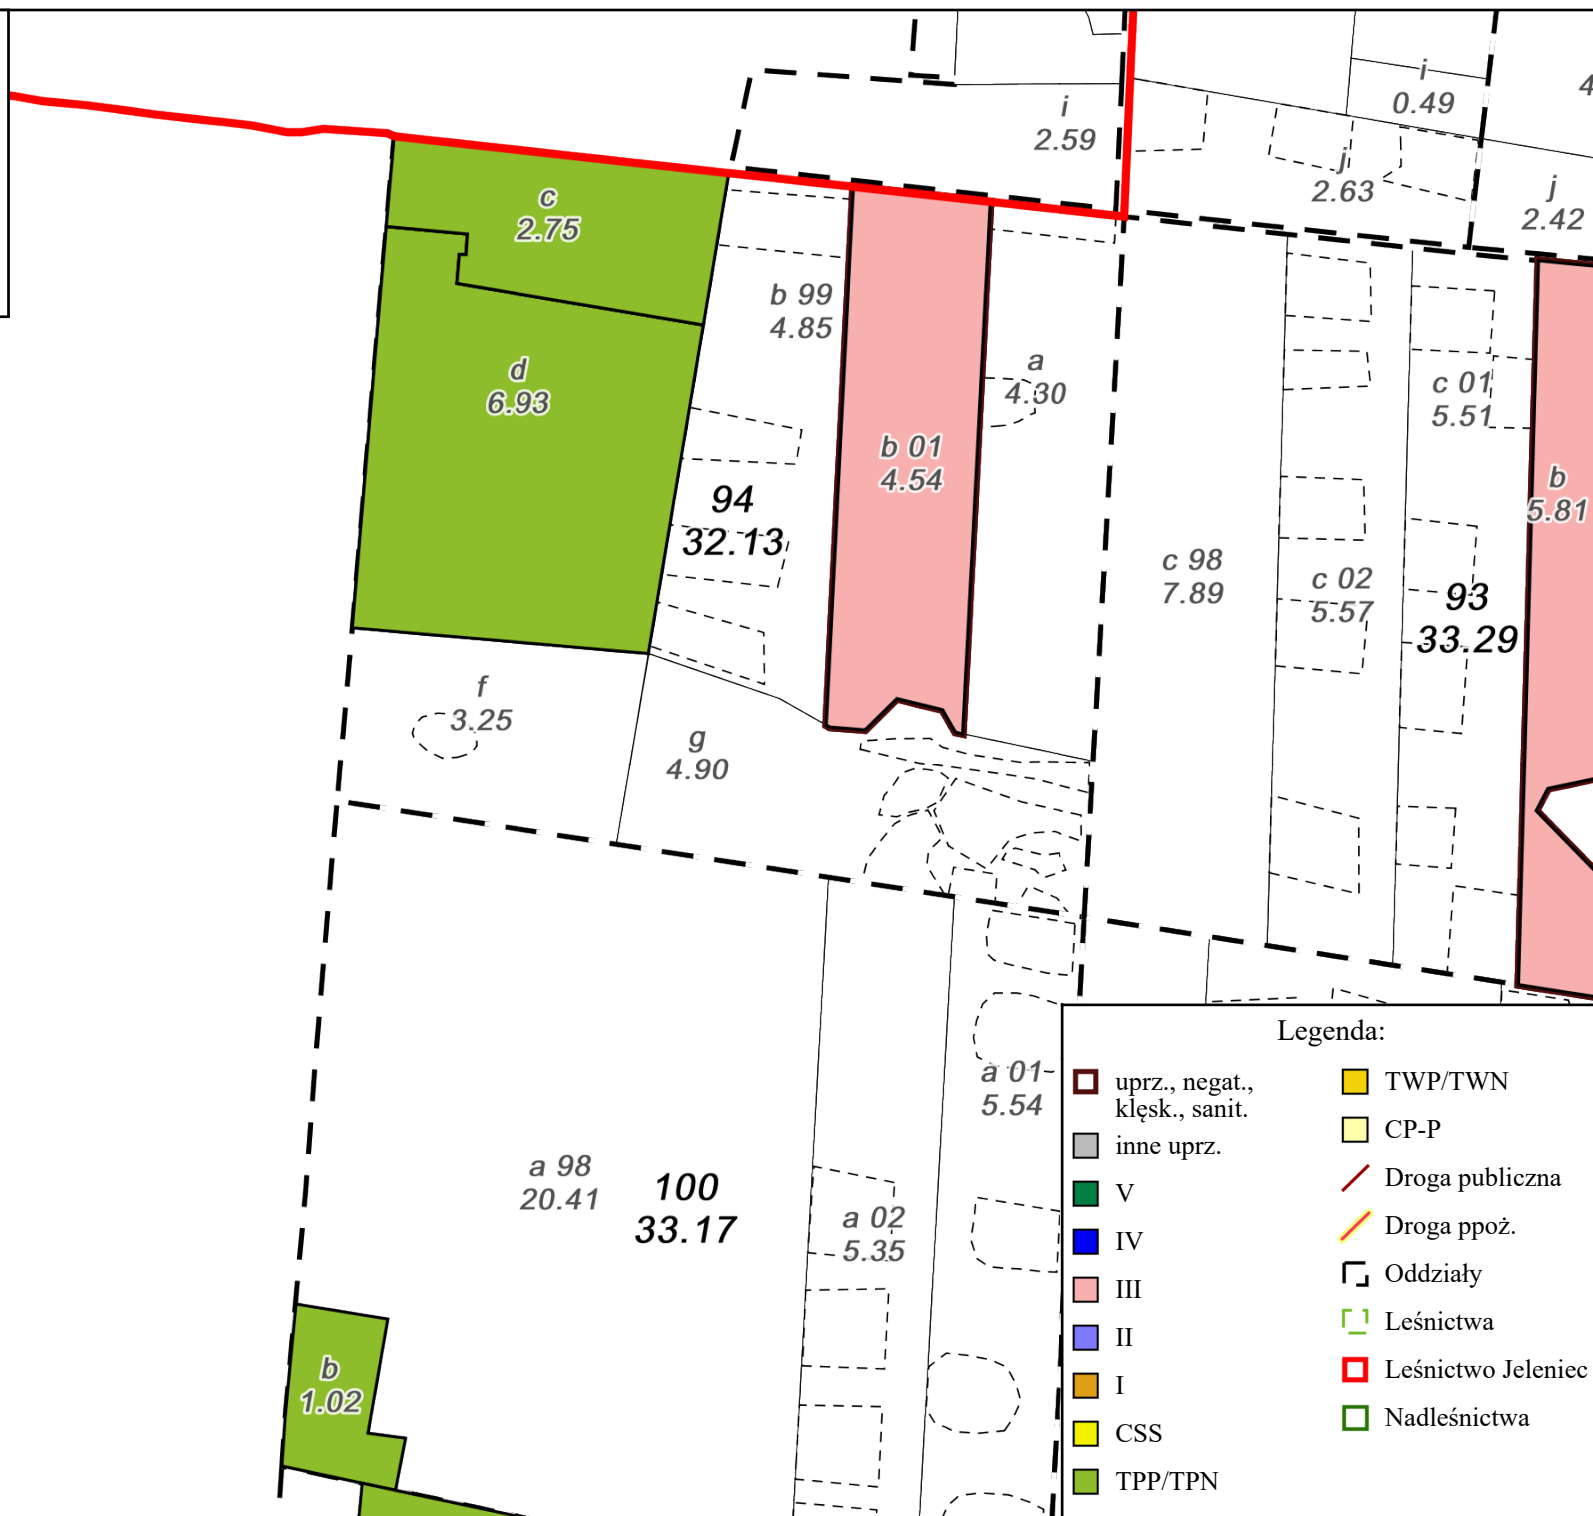 i
2.59
i
0.49
j
2.63
j
2.42
4
c
2.75
b 99
4.85
d
6.93
a
4.30
b 01
4.54
94
32.13
c 01
5.51
b
5.81
c 98
7.89
c 02
5.57
93
33.29
f
3.25
g
4.90
a 01
5.54
a 98
20.41
100
33.17
a 02
5.35
b
1.02
Legenda:
uprz., negat.,
klęsk., sanit.
inne uprz.
V
IV
III
II
I
CSS
TPP/TPN
TWP/TWN
CP-P
Droga publiczna
Droga ppoż.
Oddziały
Leśnictwa
Leśnictwo Jeleniec
Nadleśnictwa